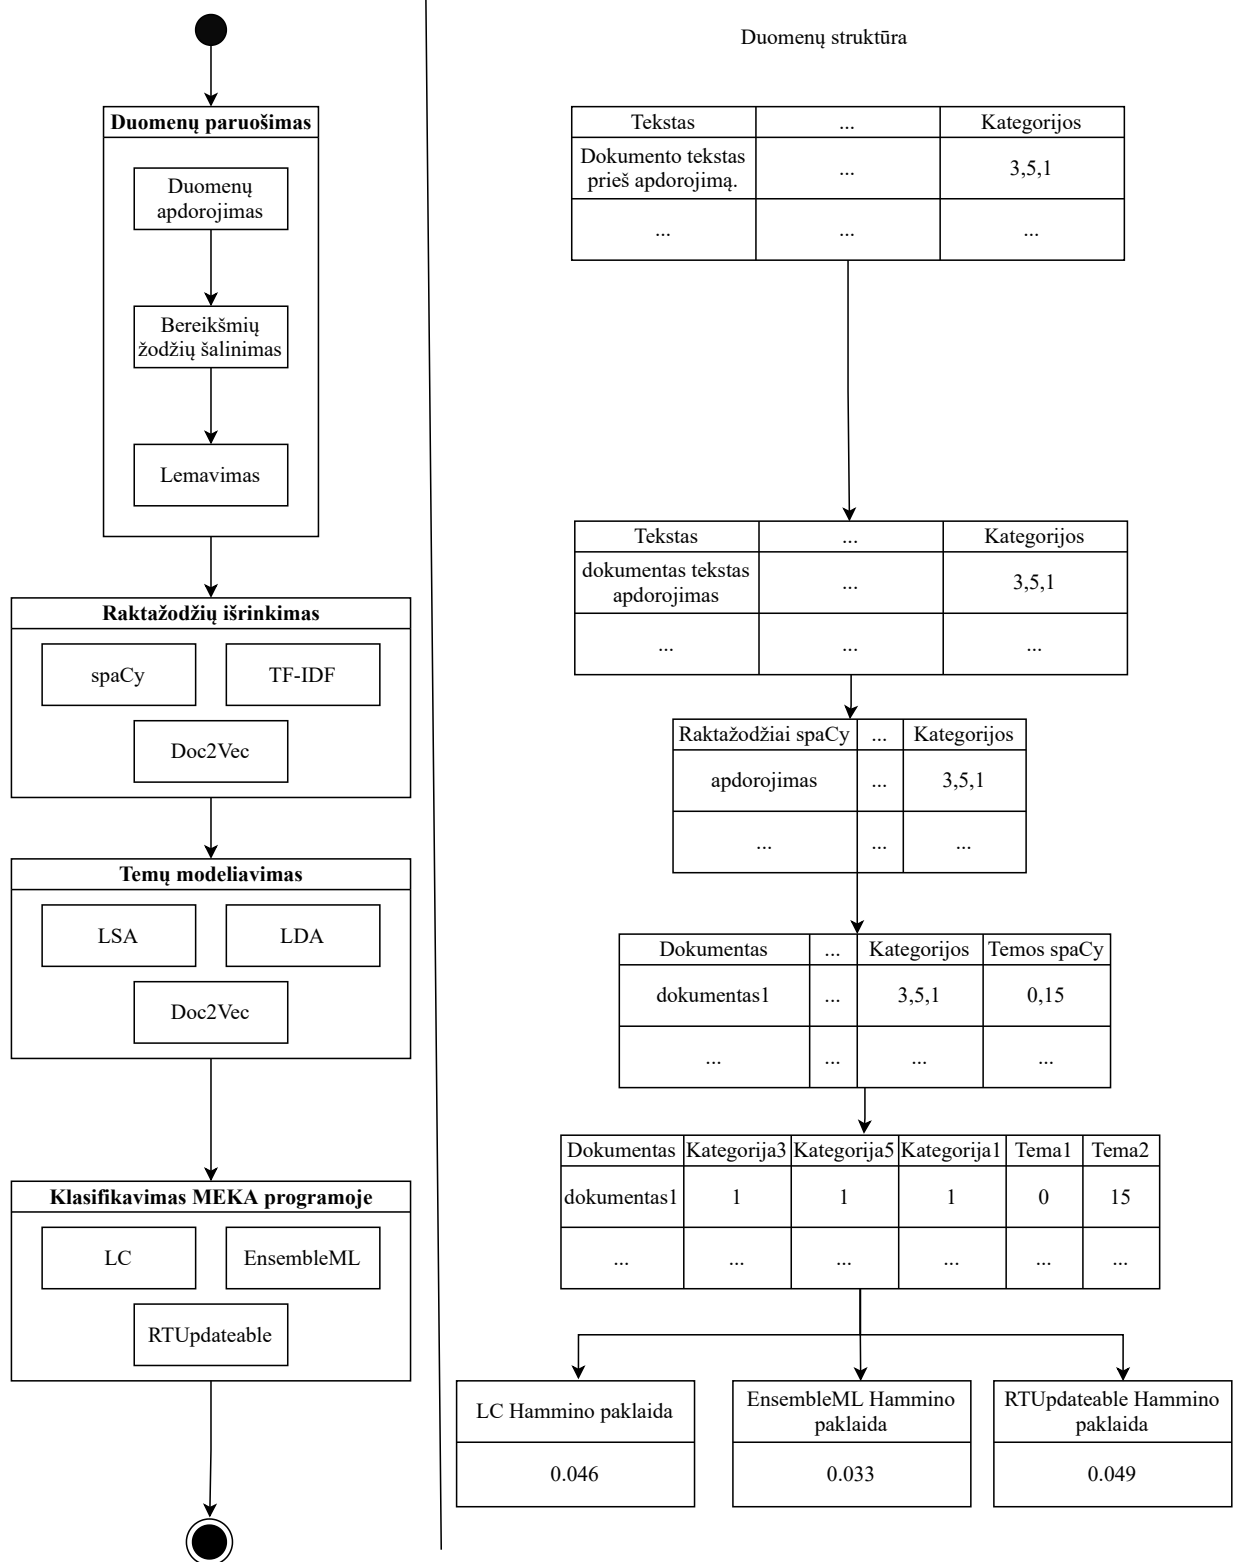 Duomenų paruošimas
Duomenų
apdorojimas
Bereikšmių
žodžių šalinimas
Lemavimas
Raktažodžių išrinkimas
spaCy
TF-IDF
Doc2Vec
Temų modeliavimas
LSA
LDA
Doc2Vec
Klasifikavimas MEKA programoje
LC
EnsembleML
RTUpdateable
Duomenų struktūra
Tekstas ... Kategorijos
Dokumento tekstas
prieš apdorojimą.
... 3,5,1
... ... ...
Tekstas ... Kategorijos
dokumentas tekstas
apdorojimas
... 3,5,1
... ... ...
Raktažodžiai spaCy ... Kategorijos
apdorojimas ... 3,5,1
... ... ...
Dokumentas ... Kategorijos Temos spaCy
dokumentas1 ... 3,5,1 0,15
... ... ... ...
Dokumentas Kategorija3 Kategorija5 Kategorija1 Tema1 Tema2
dokumentas1 1 1 1 0 15
... ... ... ... ... ...
LC Hammino paklaida
0.046
EnsembleML Hammino
paklaida
0.033
RTUpdateable Hammino
paklaida
0.049